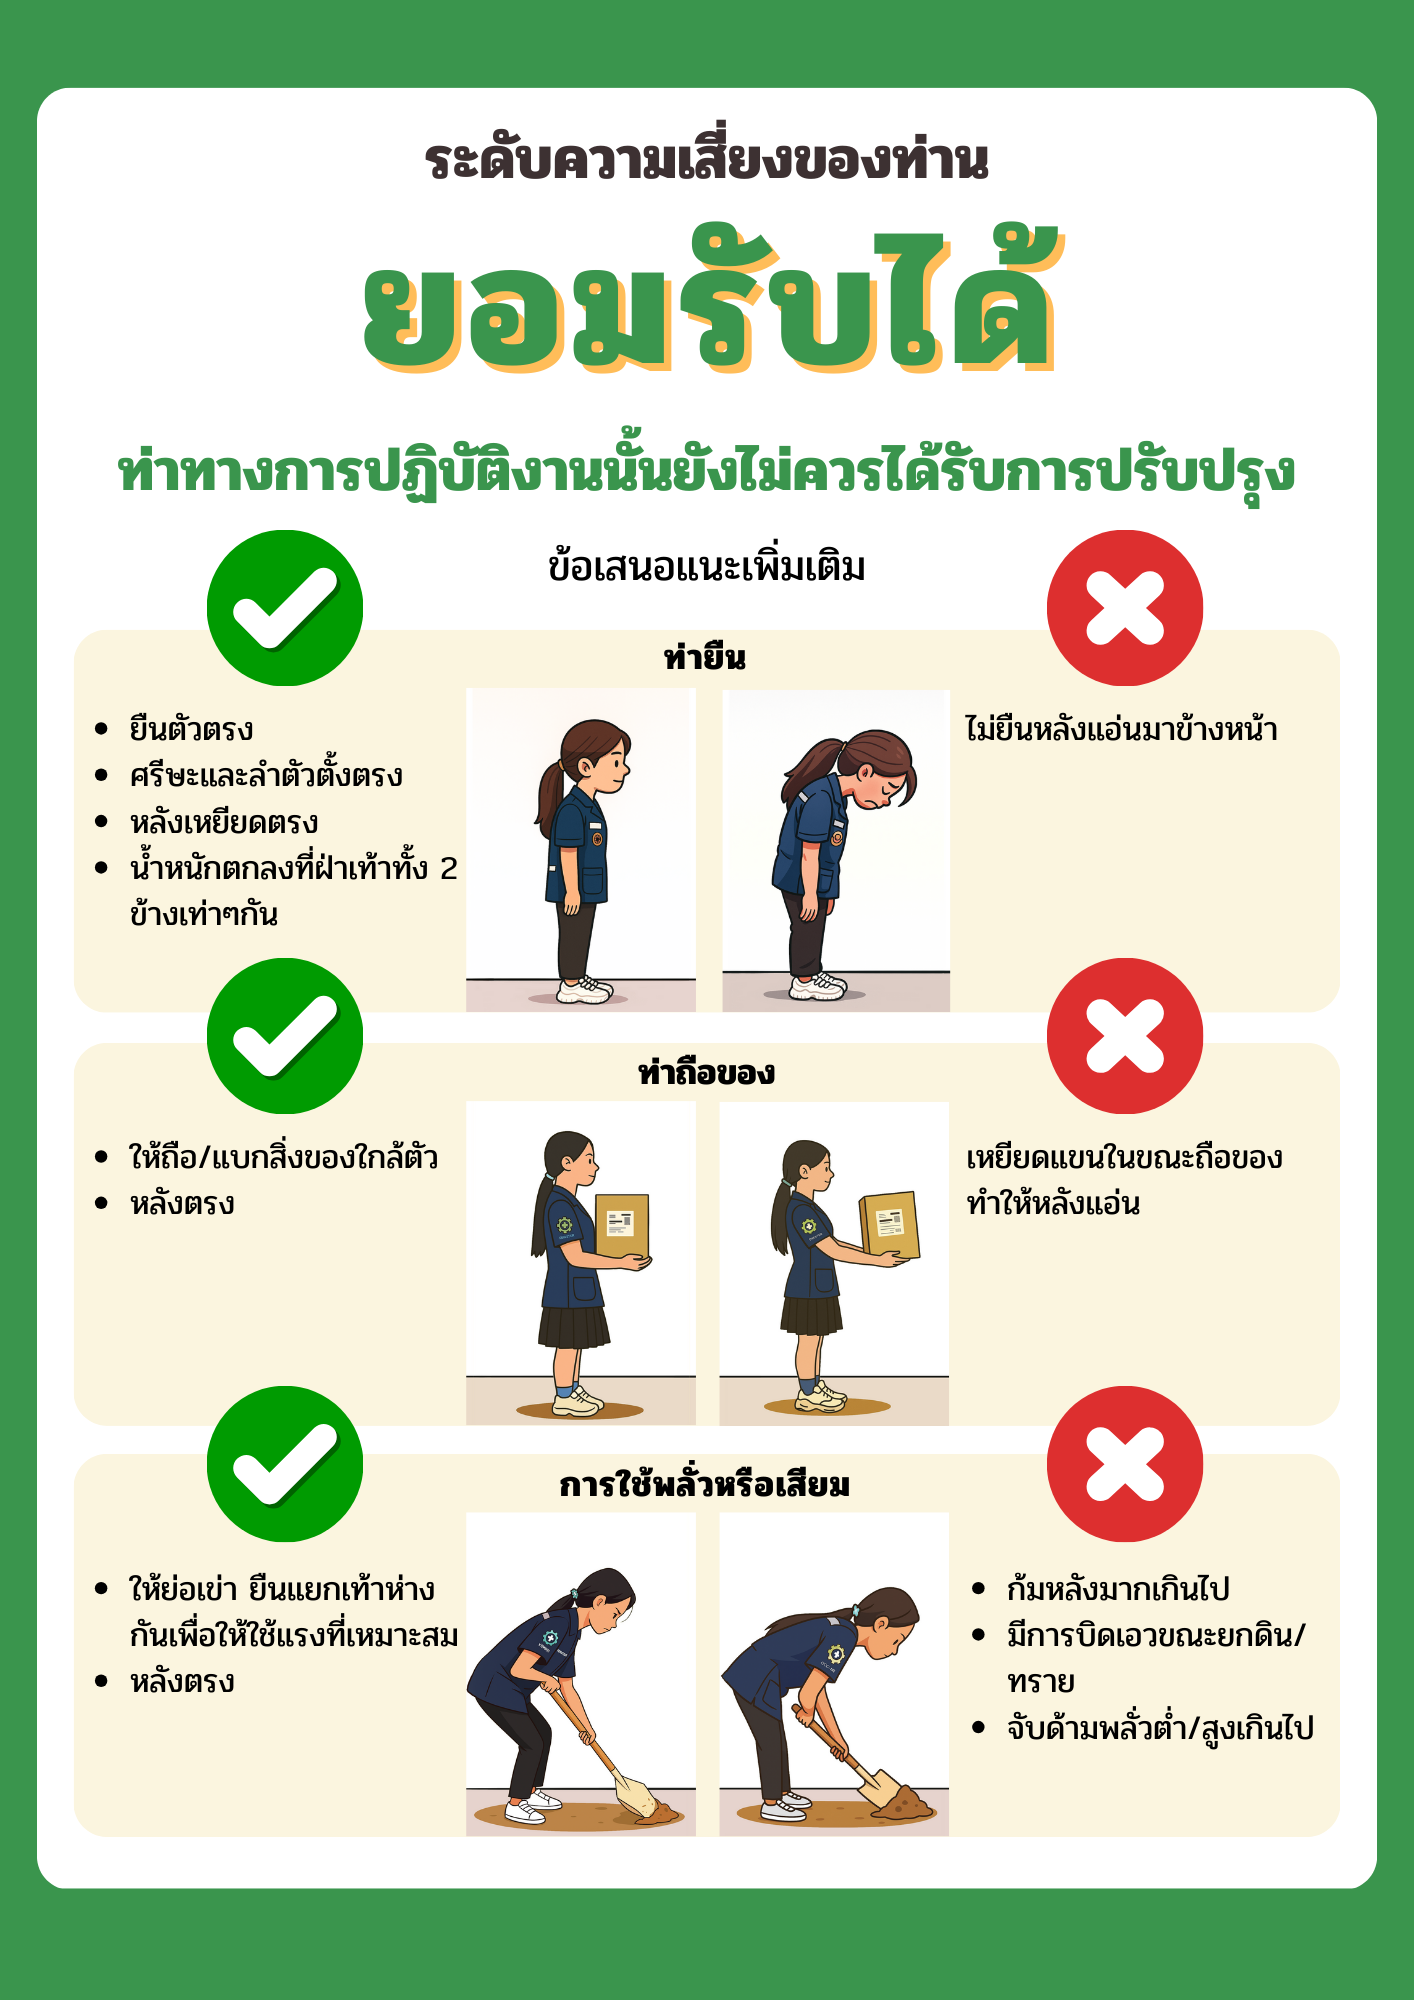 ระดับความเสี่ยงของท่าน
ยอมรับได้
ท่าทางการปฏิบัติงานนั้นยังไม่ควรได้รับการปรับปรุง
ข้อเสนอแนะเพิ่มเติม
ท่ายืน
• ยืนตัวตรง
• ศรีษะและลำตัวตั้งตรง
• หลังเหยียดตรง
• น้ำหนักตกลงที่ฝ่าเท้าทั้ง 2
ข้างเท่าๆกัน
ไม่ยืนหลังแอ่นมาข้างหน้า
ท่าถือของ
• ให้ถือ/แบกสิ่งของใกล้ตัว
• หลังตรง
เหยียดแขนในขณะถือของ
ทำให้หลังแอ่น
การใช้พลั่วหรือเสียม
• ให้ย่อเข่า ยืนแยกเท้าห่าง
กันเพื่อให้ใช้แรงที่เหมาะสม
• หลังตรง
• ก้มหลังมากเกินไป
• มีการบิดเอวขณะยกดิน/
ทราย
• จับด้ามพลั่วต่ำ/สูงเกินไป